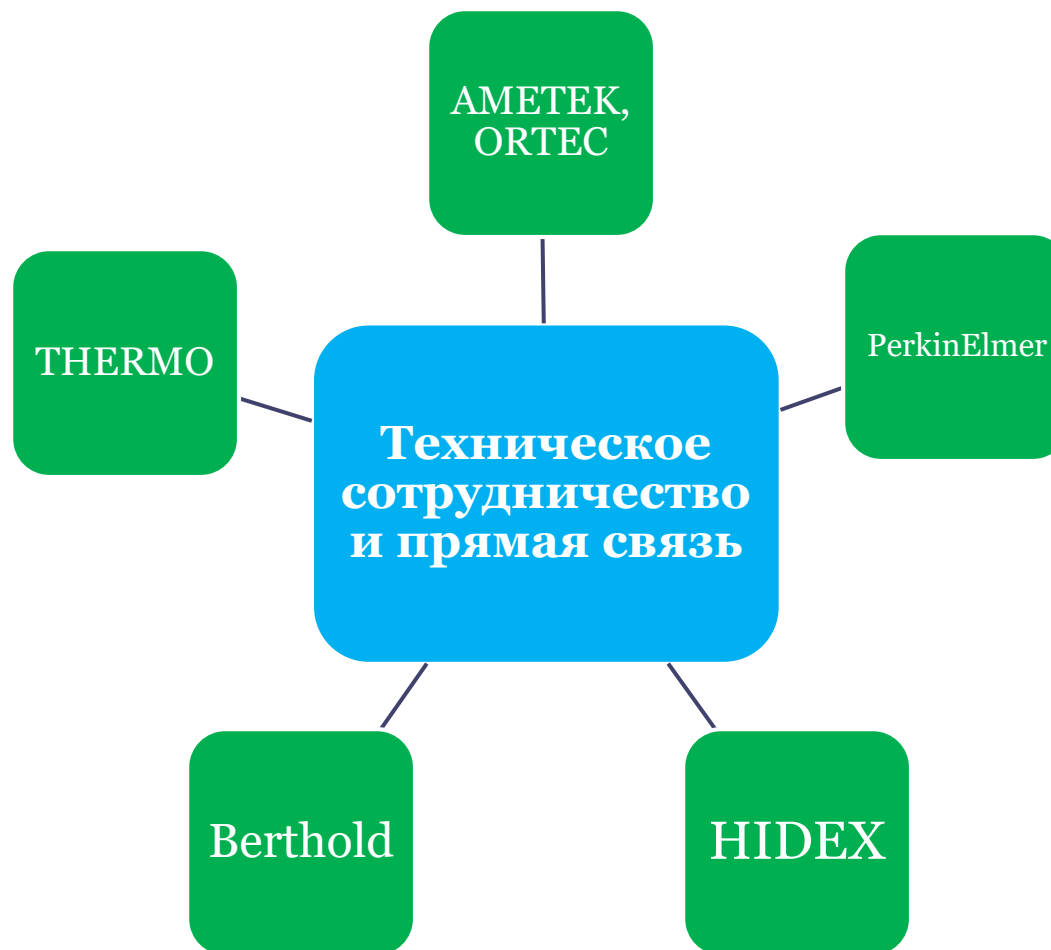 AMETEK,
ORTEC
THERMO
PerkinElmer
Техническое
сотрудничество
и прямая связь
Berthold
HIDEX